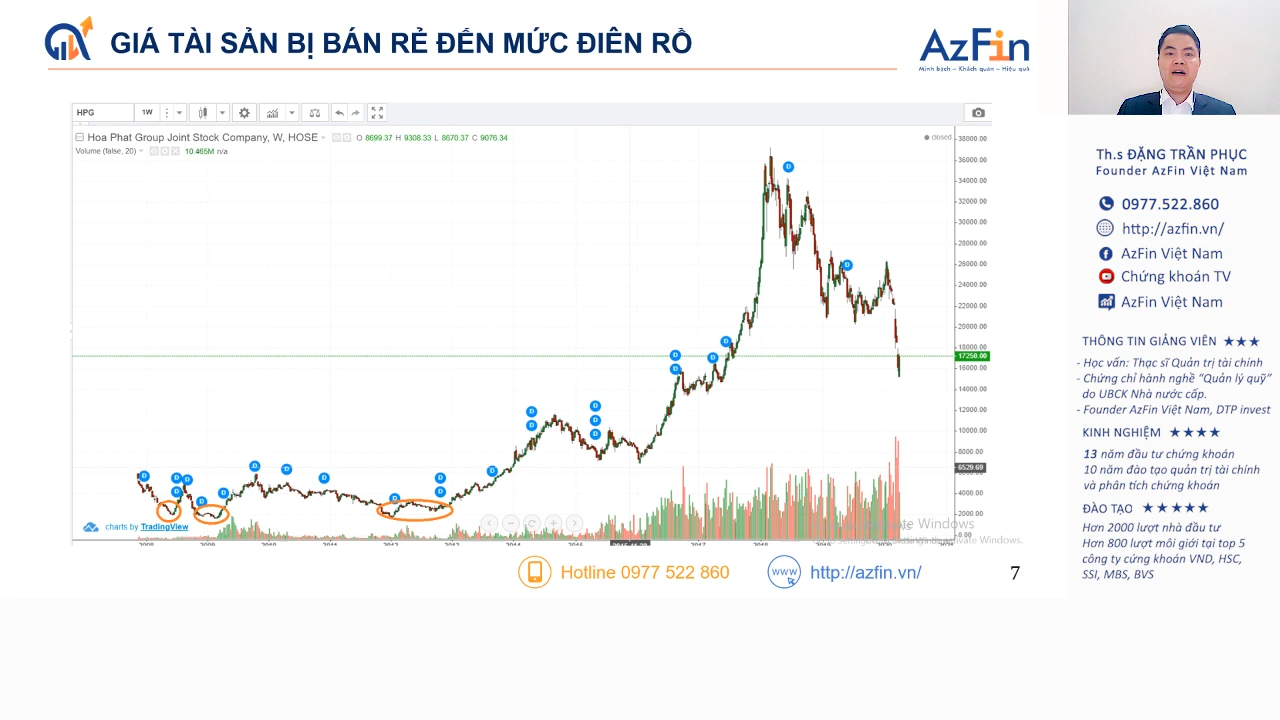 GIÁ TÀI SẢN BỊ BÁN RẺ ĐẾN MỨC ĐIÊN RỒ
AzFin
Minh bạch – Khách quan – Hiệu quả
HPG 1W
Hoa Phat Group Joint Stock Company, W, HOSE O 8699.37 H 9308.33 L 8670.37 C 9076.34
closed
Volume (false, 20) 10.465M n/a
38000.00
36000.00
34000.00
32000.00
30000.00
28000.00
26000.00
24000.00
22000.00
20000.00
18000.00
17250.00
16000.00
14000.00
12000.00
10000.00
8000.00
6529.69
4000.00
2000.00
0.00
charts by TradingView
2008 2009 2010 2011 2012 2013 2014 2015 2017 2018 2019 2020 2021
Hotline 0977 522 860
http://azfin.vn/
7
Th.s ĐẶNG TRẦN PHỤC
Founder AzFin Việt Nam
0977.522.860
http://azfin.vn/
AzFin Việt Nam
Chứng khoán TV
AzFin Việt Nam
THÔNG TIN GIẢNG VIÊN ★★★
- Học vấn: Thạc sĩ Quản trị tài chính
- Chứng chỉ hành nghề “Quản lý quỹ”
do UBCK Nhà nước cấp.
- Founder AzFin Việt Nam, DTP invest
KINH NGHIỆM ★★★★
13 năm đầu tư chứng khoán
10 năm đào tạo quản trị tài chính
và phân tích chứng khoán
ĐÀO TẠO ★★★★★
Hơn 2000 lượt nhà đầu tư
Hơn 800 lượt môi giới tại top 5
công ty cứng khoán VND, HSC,
SSI, MBS, BVS